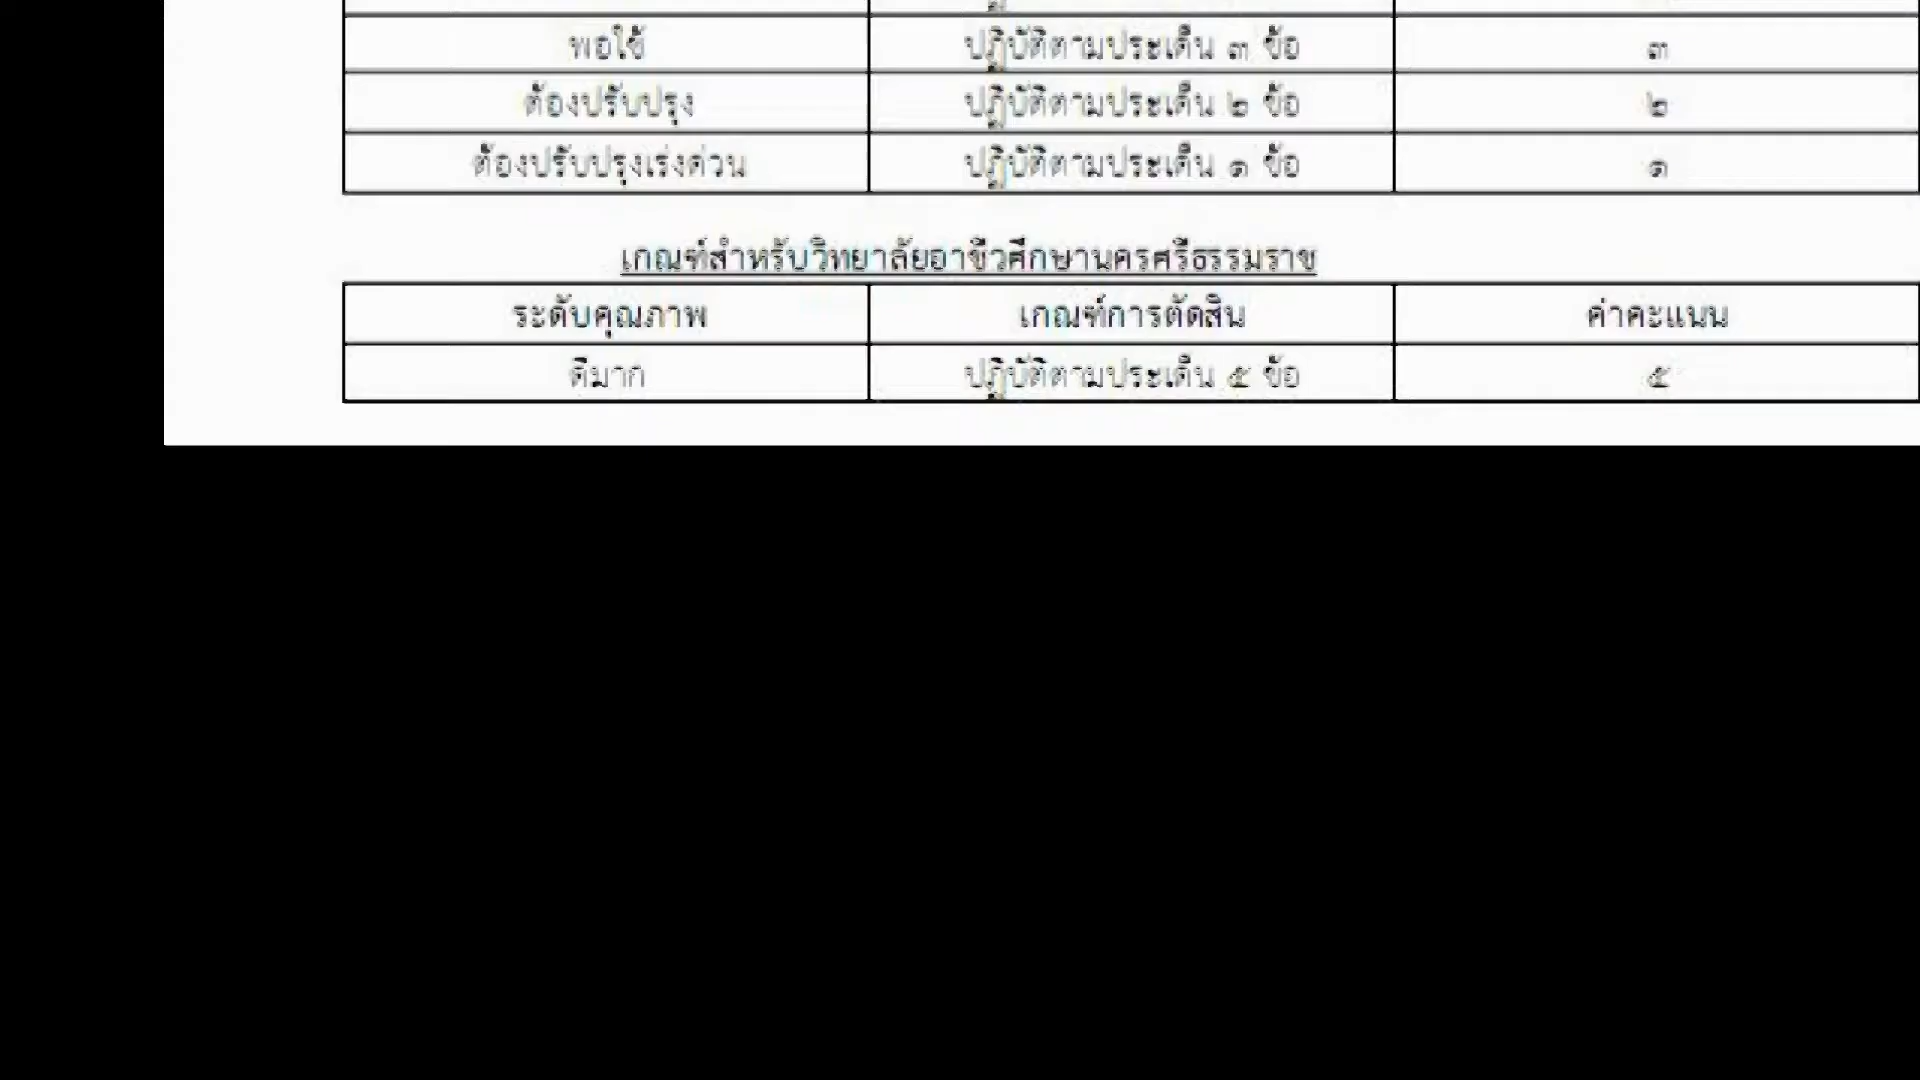 พอใช้ ปฏิบัติตามประเด็น ๓ ข้อ ๓
ต้องปรับปรุง ปฏิบัติตามประเด็น ๒ ข้อ ๒
ต้องปรับปรุงเร่งด่วน ปฏิบัติตามประเด็น ๑ ข้อ ๑
เกณฑ์สำหรับวิทยาลัยอาชีวศึกษานครศรีธรรมราช
ระดับคุณภาพ เกณฑ์การตัดสิน ค่าคะแนน
ดีมาก ปฏิบัติตามประเด็น ๕ ข้อ ๕